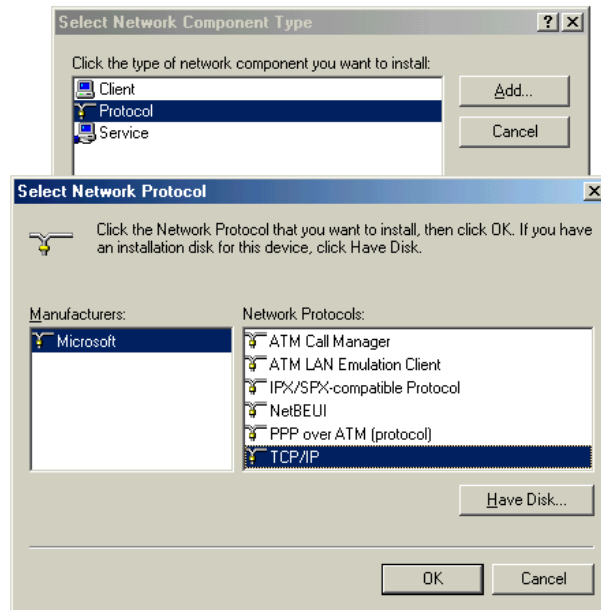 Select Network Component Type
Click the type of network component you want to install:
Client
Protocol
Service
Add...
Cancel
Select Network Protocol
Click the Network Protocol that you want to install, then click OK. If you have
an installation disk for this device, click Have Disk.
Manufacturers:
Microsoft
Network Protocols:
ATM Call Manager
ATM LAN Emulation Client
IPX/SPX-compatible Protocol
NetBEUI
PPP over ATM (protocol)
TCP/IP
Have Disk...
OK
Cancel